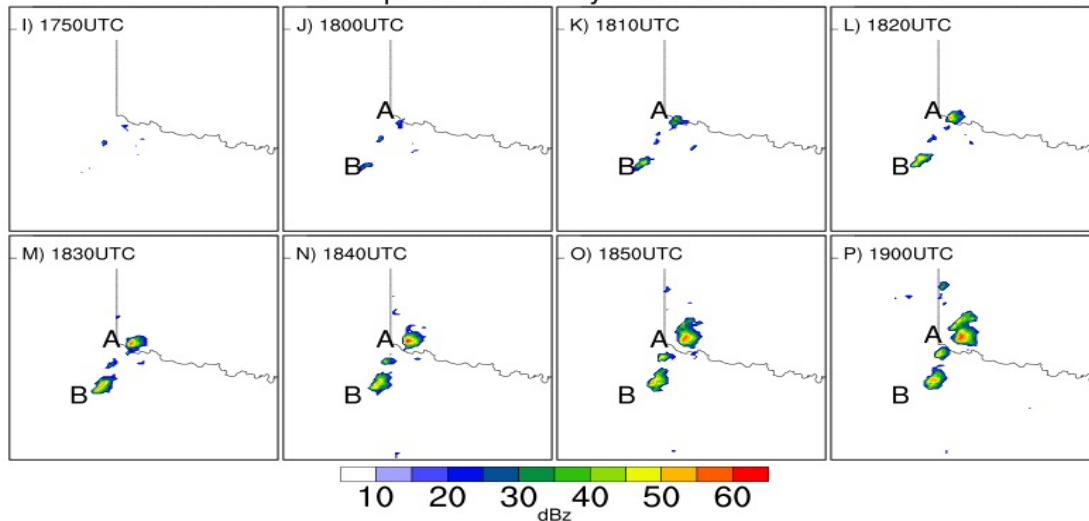 I) 1750UTC
J) 1800UTC
A
B
K) 1810UTC
A
B
L) 1820UTC
A
B
M) 1830UTC
A
B
N) 1840UTC
A
B
O) 1850UTC
A
B
P) 1900UTC
A
B
10 20 30 40 50 60
dBz